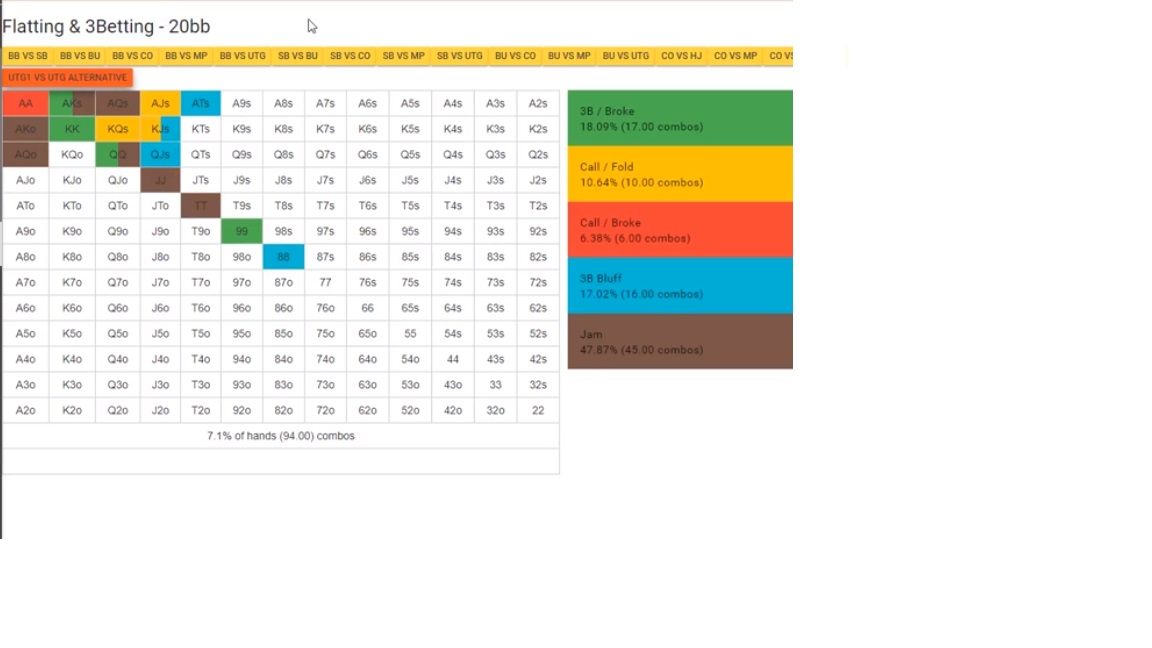 Flatting & 3Betting - 20bb
BB VS SB BB VS BU BB VS CO BB VS MP BB VS UTG SB VS BU SB VS CO SB VS MP SB VS UTG BU VS CO BU VS MP BU VS UTG CO VS HJ CO VS MP CO VS
UTG1 VS UTG ALTERNATIVE
AA AKs AQs AJs ATs A9s A8s A7s A6s A5s A4s A3s A2s
AKo KK KQs KJs KTs K9s K8s K7s K6s K5s K4s K3s K2s
AQo KQo QQ QJs QTs Q9s Q8s Q7s Q6s Q5s Q4s Q3s Q2s
AJo KJo QJo JJ JTs J9s J8s J7s J6s J5s J4s J3s J2s
ATo KTo QTo JTo TT T9s T8s T7s T6s T5s T4s T3s T2s
A9o K9o Q9o J9o T9o 99 98s 97s 96s 95s 94s 93s 92s
A8o K8o Q8o J8o T8o 98o 88 87s 86s 85s 84s 83s 82s
A7o K7o Q7o J7o T7o 97o 87o 77 76s 75s 74s 73s 72s
A6o K6o Q6o J6o T6o 96o 86o 76o 66 65s 64s 63s 62s
A5o K5o Q5o J5o T5o 95o 85o 75o 65o 55 54s 53s 52s
A4o K4o Q4o J4o T4o 94o 84o 74o 64o 54o 44 43s 42s
A3o K3o Q3o J3o T3o 93o 83o 73o 63o 53o 43o 33 32s
A2o K2o Q2o J2o T2o 92o 82o 72o 62o 52o 42o 32o 22
7.1% of hands (94.00) combos
3B / Broke
18.09% (17.00 combos)
Call / Fold
10.64% (10.00 combos)
Call / Broke
6.38% (6.00 combos)
3B Bluff
17.02% (16.00 combos)
Jam
47.87% (45.00 combos)